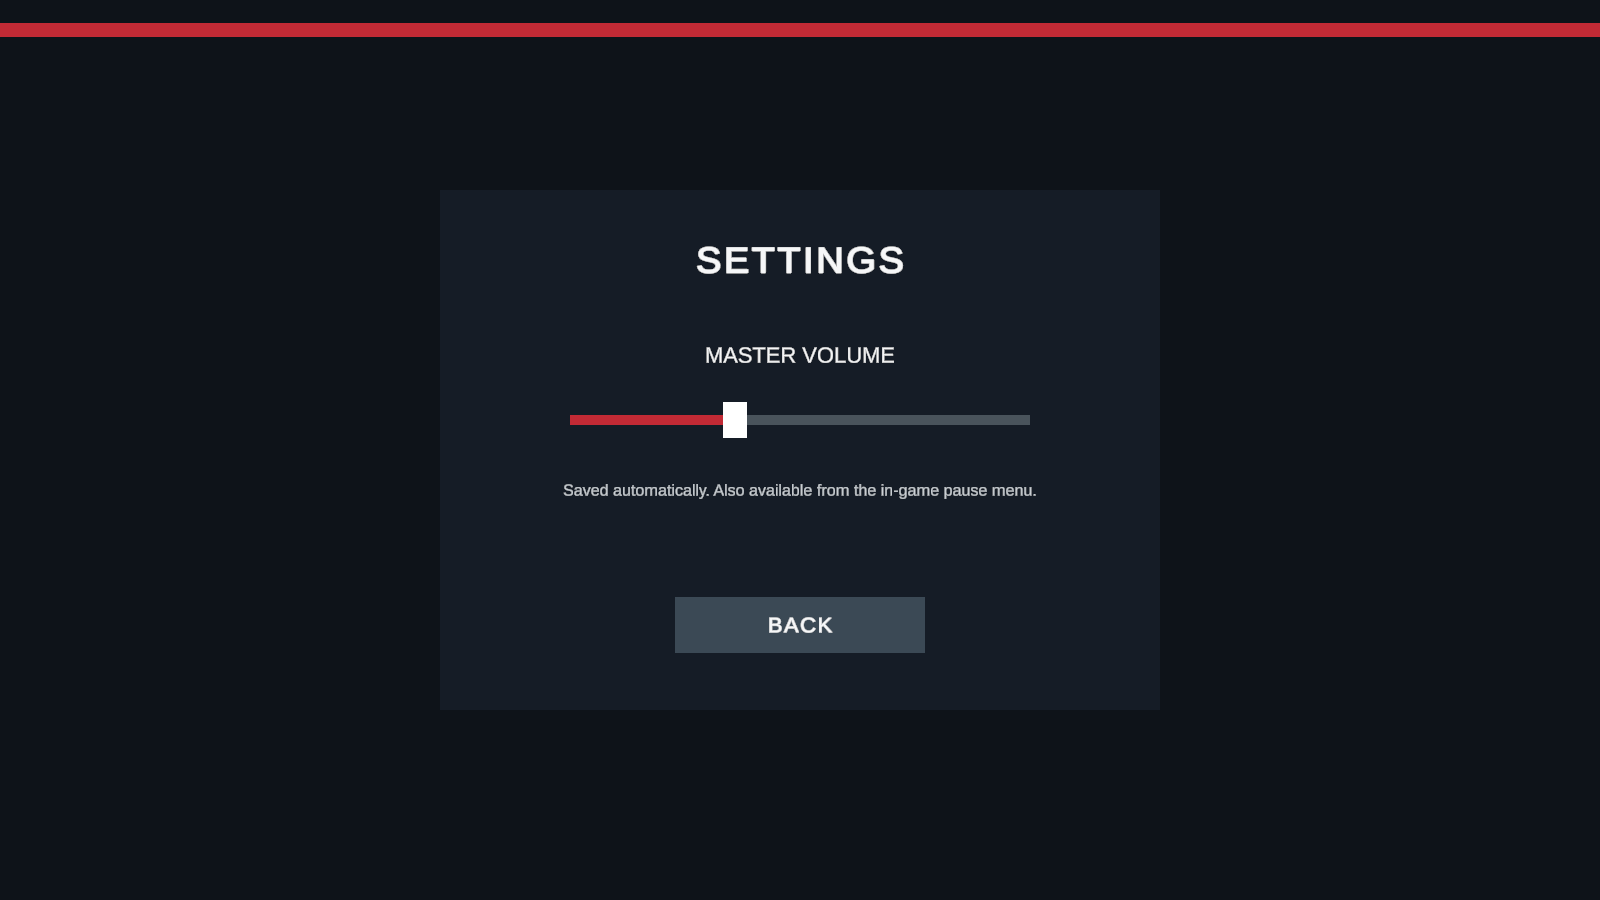 SETTINGS
MASTER VOLUME
Saved automatically. Also available from the in-game pause menu.
BACK